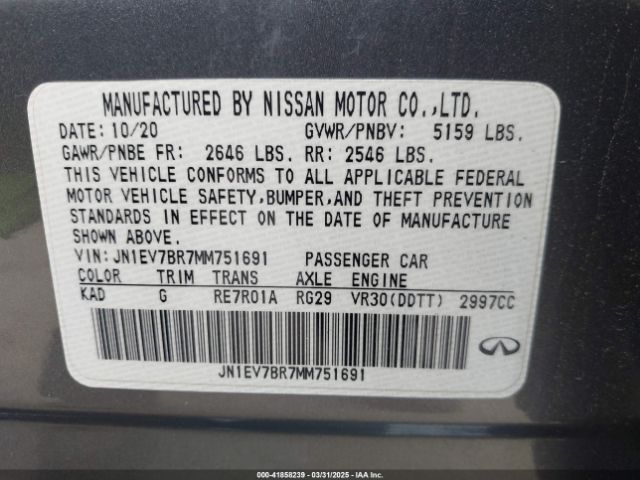 MANUFACTURED BY NISSAN MOTOR CO.,LTD.
DATE: 10/20 GVWR/PNBV: 5159 LBS.
GAWR/PNBE FR: 2646 LBS. RR: 2546 LBS.
THIS VEHICLE CONFORMS TO ALL APPLICABLE FEDERAL
MOTOR VEHICLE SAFETY,BUMPER,AND THEFT PREVENTION
STANDARDS IN EFFECT ON THE DATE OF MANUFACTURE
SHOWN ABOVE.
VIN: JN1EV7BR7MM751691 PASSENGER CAR
COLOR TRIM TRANS AXLE ENGINE
KAD G RE7R01A RG29 VR30(DDTT) 2997CC
JN1EV7BR7MM751691
000-41858239 - 03/31/2025 - IAA Inc.